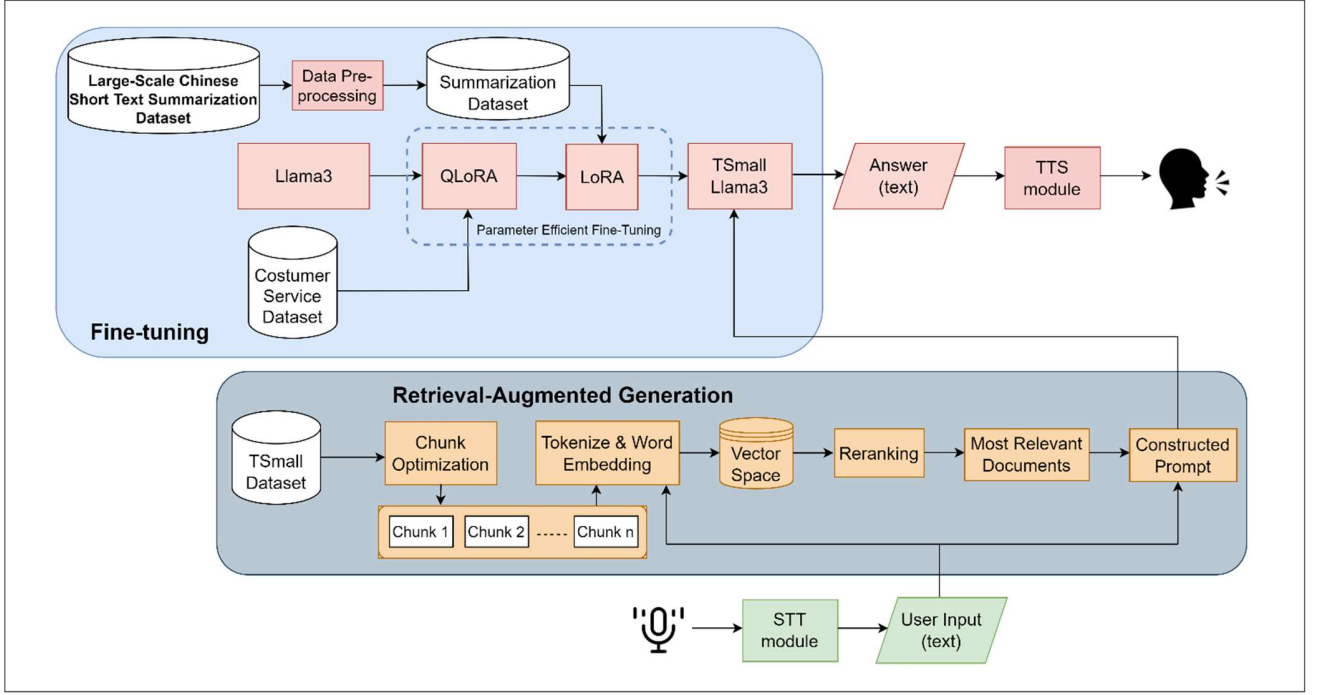 Large-Scale Chinese
Short Text Summarization
Dataset
Data Pre-
processing
Summarization
Dataset
Llama3
QLoRA
LoRA
TSmall
Llama3
Answer
(text)
TTS
module
Parameter Efficient Fine-Tuning
Costumer
Service
Dataset
Fine-tuning
Retrieval-Augmented Generation
TSmall
Dataset
Chunk
Optimization
Tokenize & Word
Embedding
Vector
Space
Reranking
Most Relevant
Documents
Constructed
Prompt
Chunk 1
Chunk 2
-----
Chunk n
STT
module
User Input
(text)